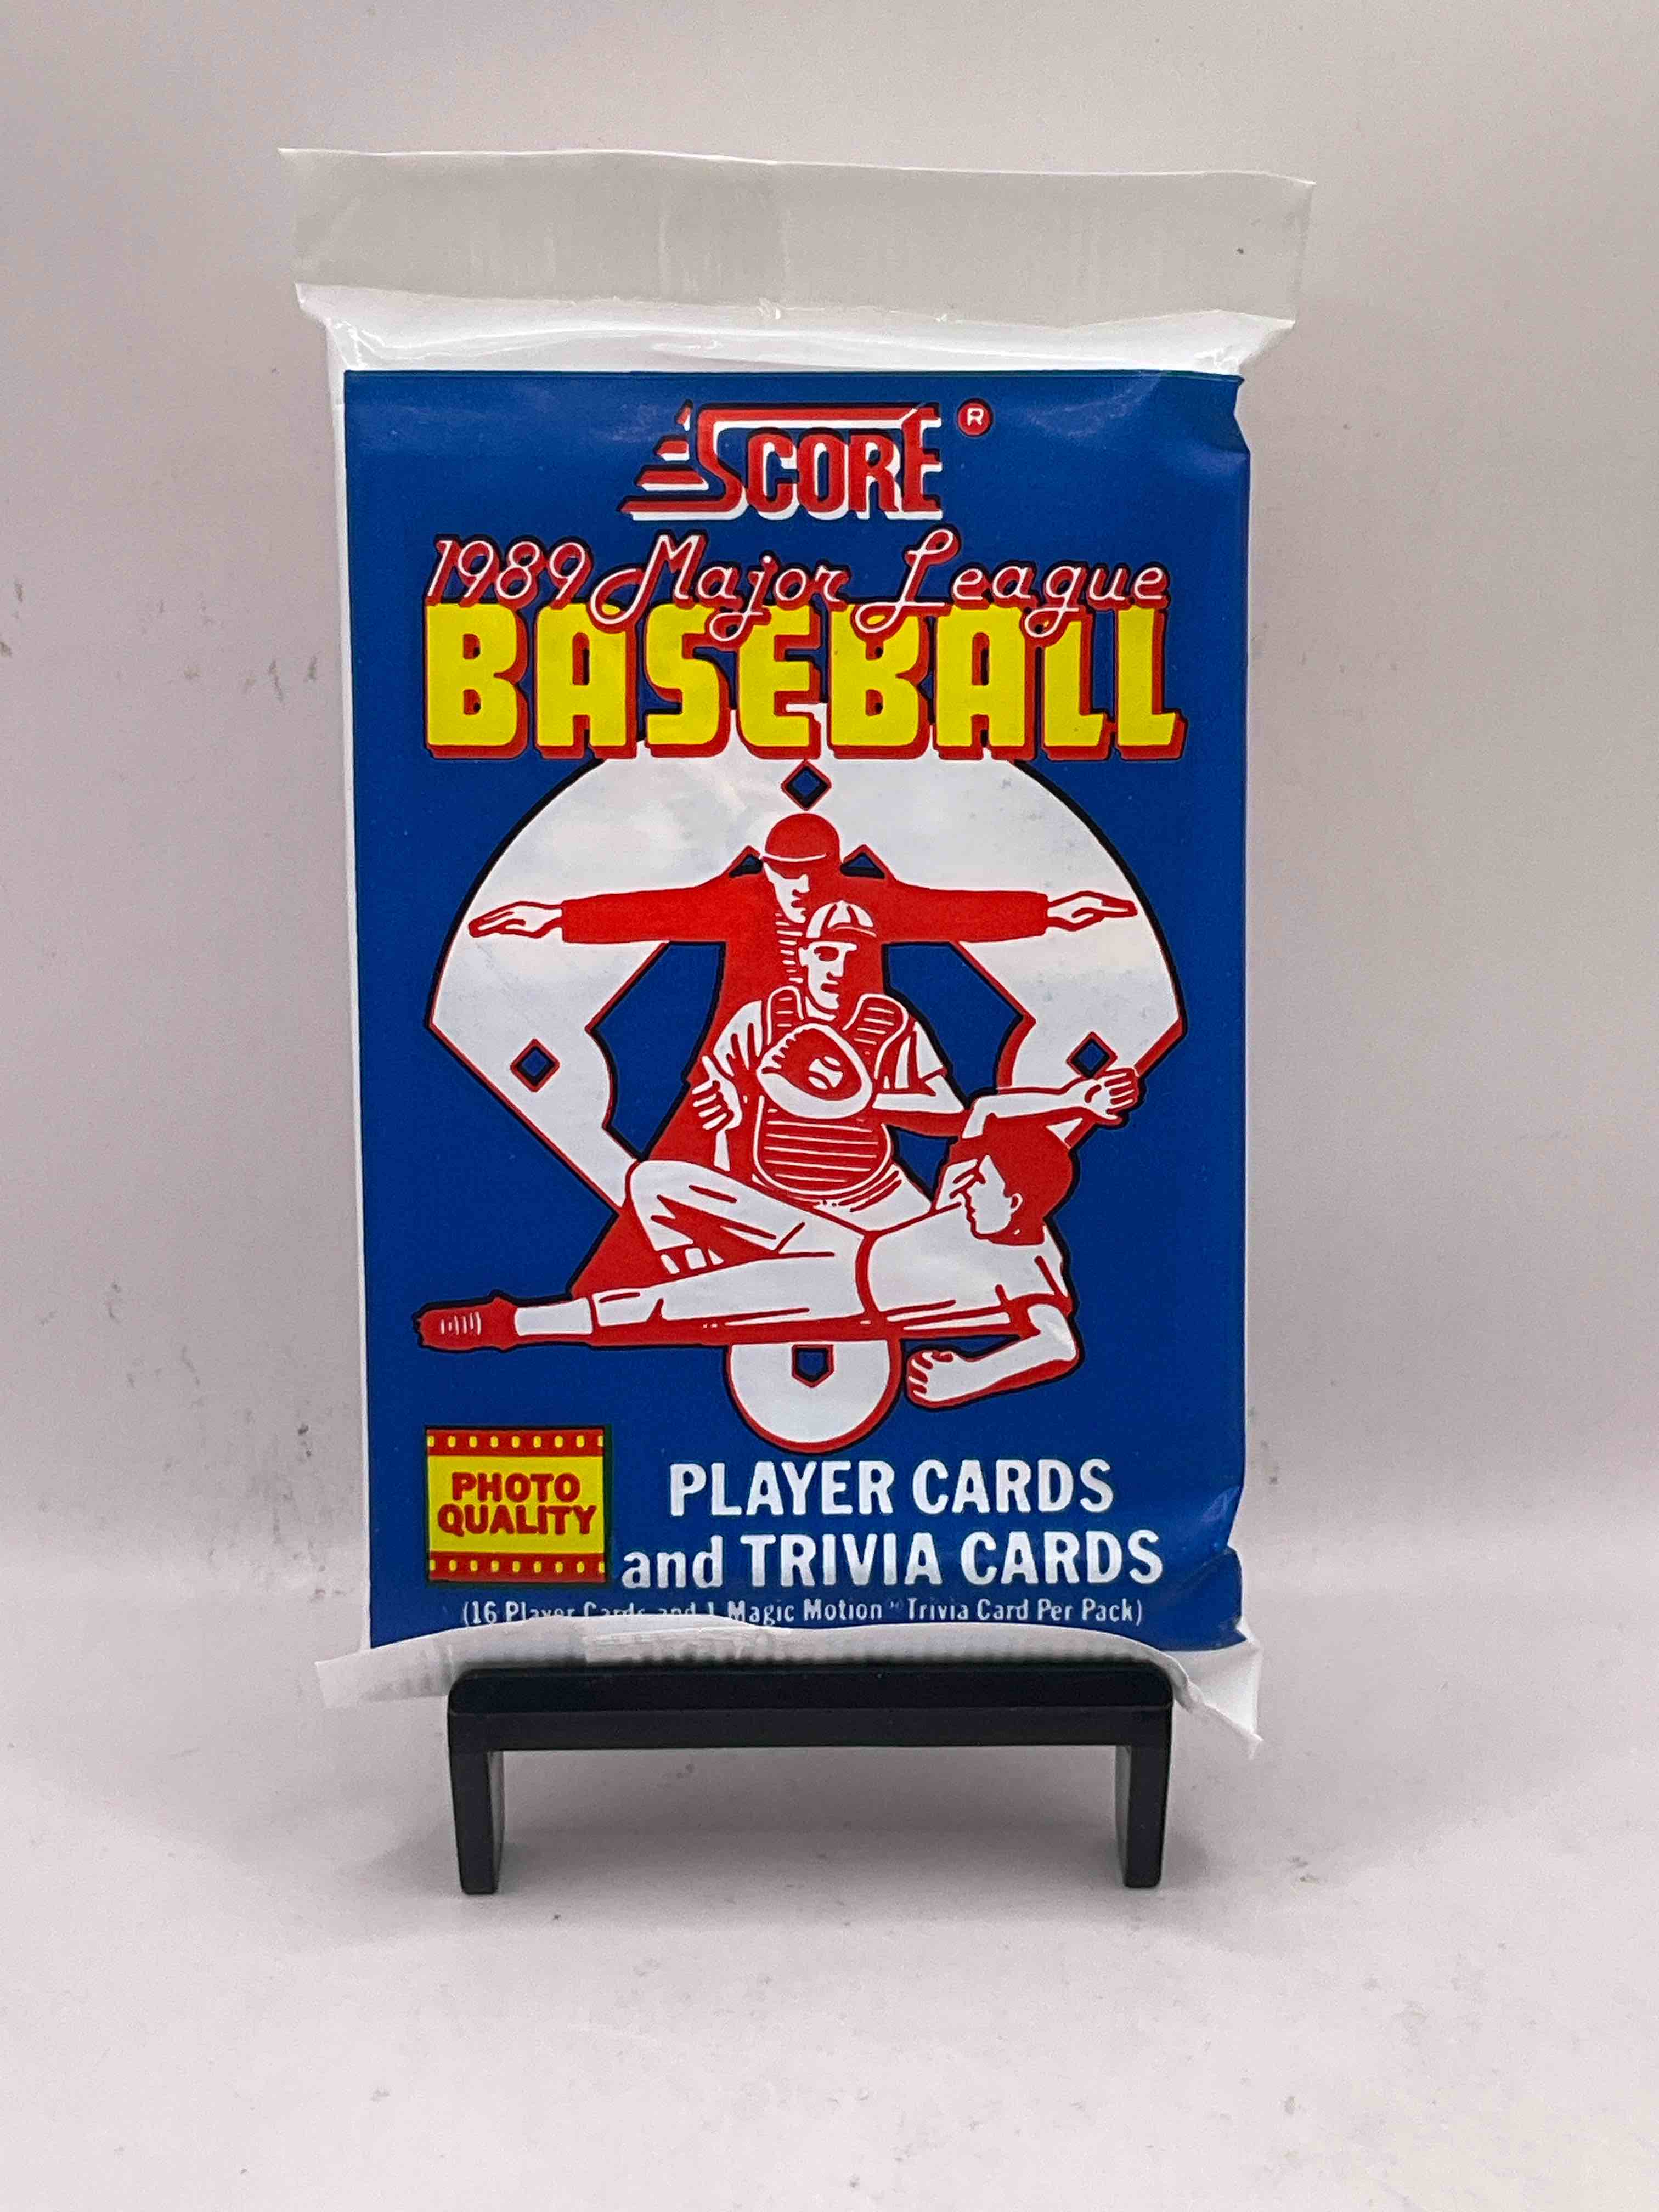 SCORE ®
1989 Major League
BASEBALL
PHOTO
QUALITY
PLAYER CARDS
and TRIVIA CARDS
(16 Player Cards and 1 Magic Motion™ Trivia Card Per Pack)